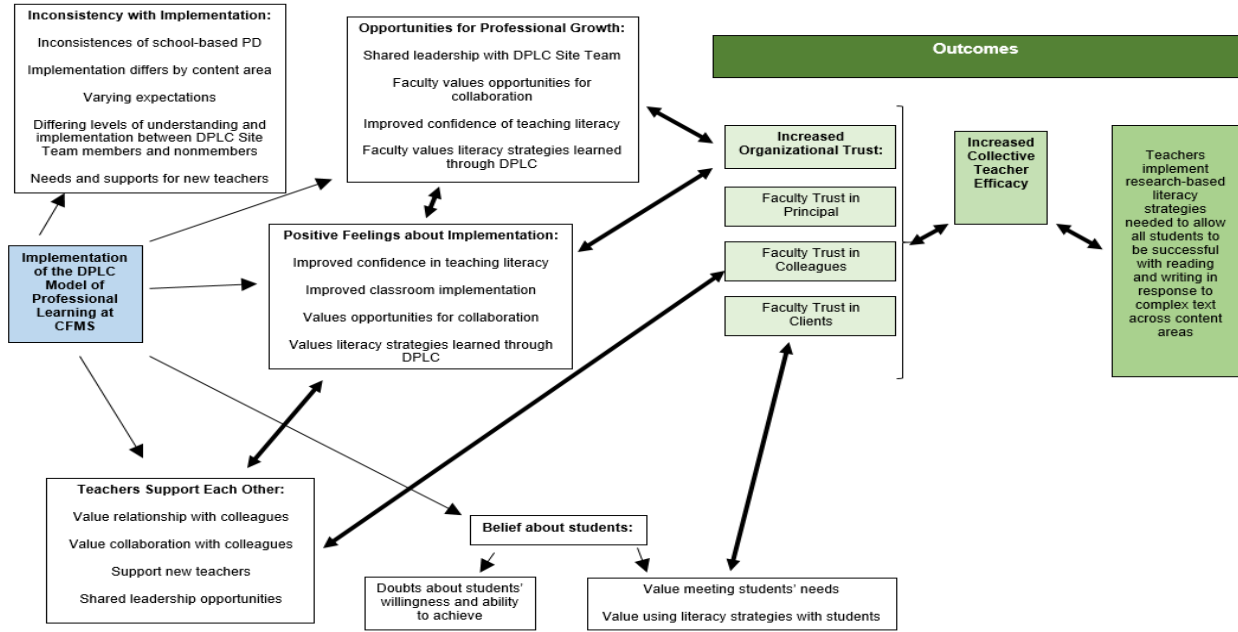 Inconsistency with Implementation:
Inconsistences of school-based PD
Implementation differs by content area
Varying expectations
Differing levels of understanding and
implementation between DPLC Site
Team members and nonmembers
Needs and supports for new teachers
Opportunities for Professional Growth:
Shared leadership with DPLC Site Team
Faculty values opportunities for
collaboration
Improved confidence of teaching literacy
Faculty values literacy strategies learned
through DPLC
Outcomes
Implementation
of the DPLC
Model of
Professional
Learning at
CFMS
Positive Feelings about Implementation:
Improved confidence in teaching literacy
Improved classroom implementation
Values opportunities for collaboration
Values literacy strategies learned through
DPLC
Increased
Organizational Trust:
Faculty Trust in
Principal
Faculty Trust in
Colleagues
Faculty Trust in
Clients
Increased
Collective
Teacher
Efficacy
Teachers
implement
research-based
literacy
strategies
needed to allow
all students to
be successful
with reading
and writing in
response to
complex text
across content
areas
Teachers Support Each Other:
Value relationship with colleagues
Value collaboration with colleagues
Support new teachers
Shared leadership opportunities
Belief about students:
Doubts about students’
willingness and ability
to achieve
Value meeting students’ needs
Value using literacy strategies with students